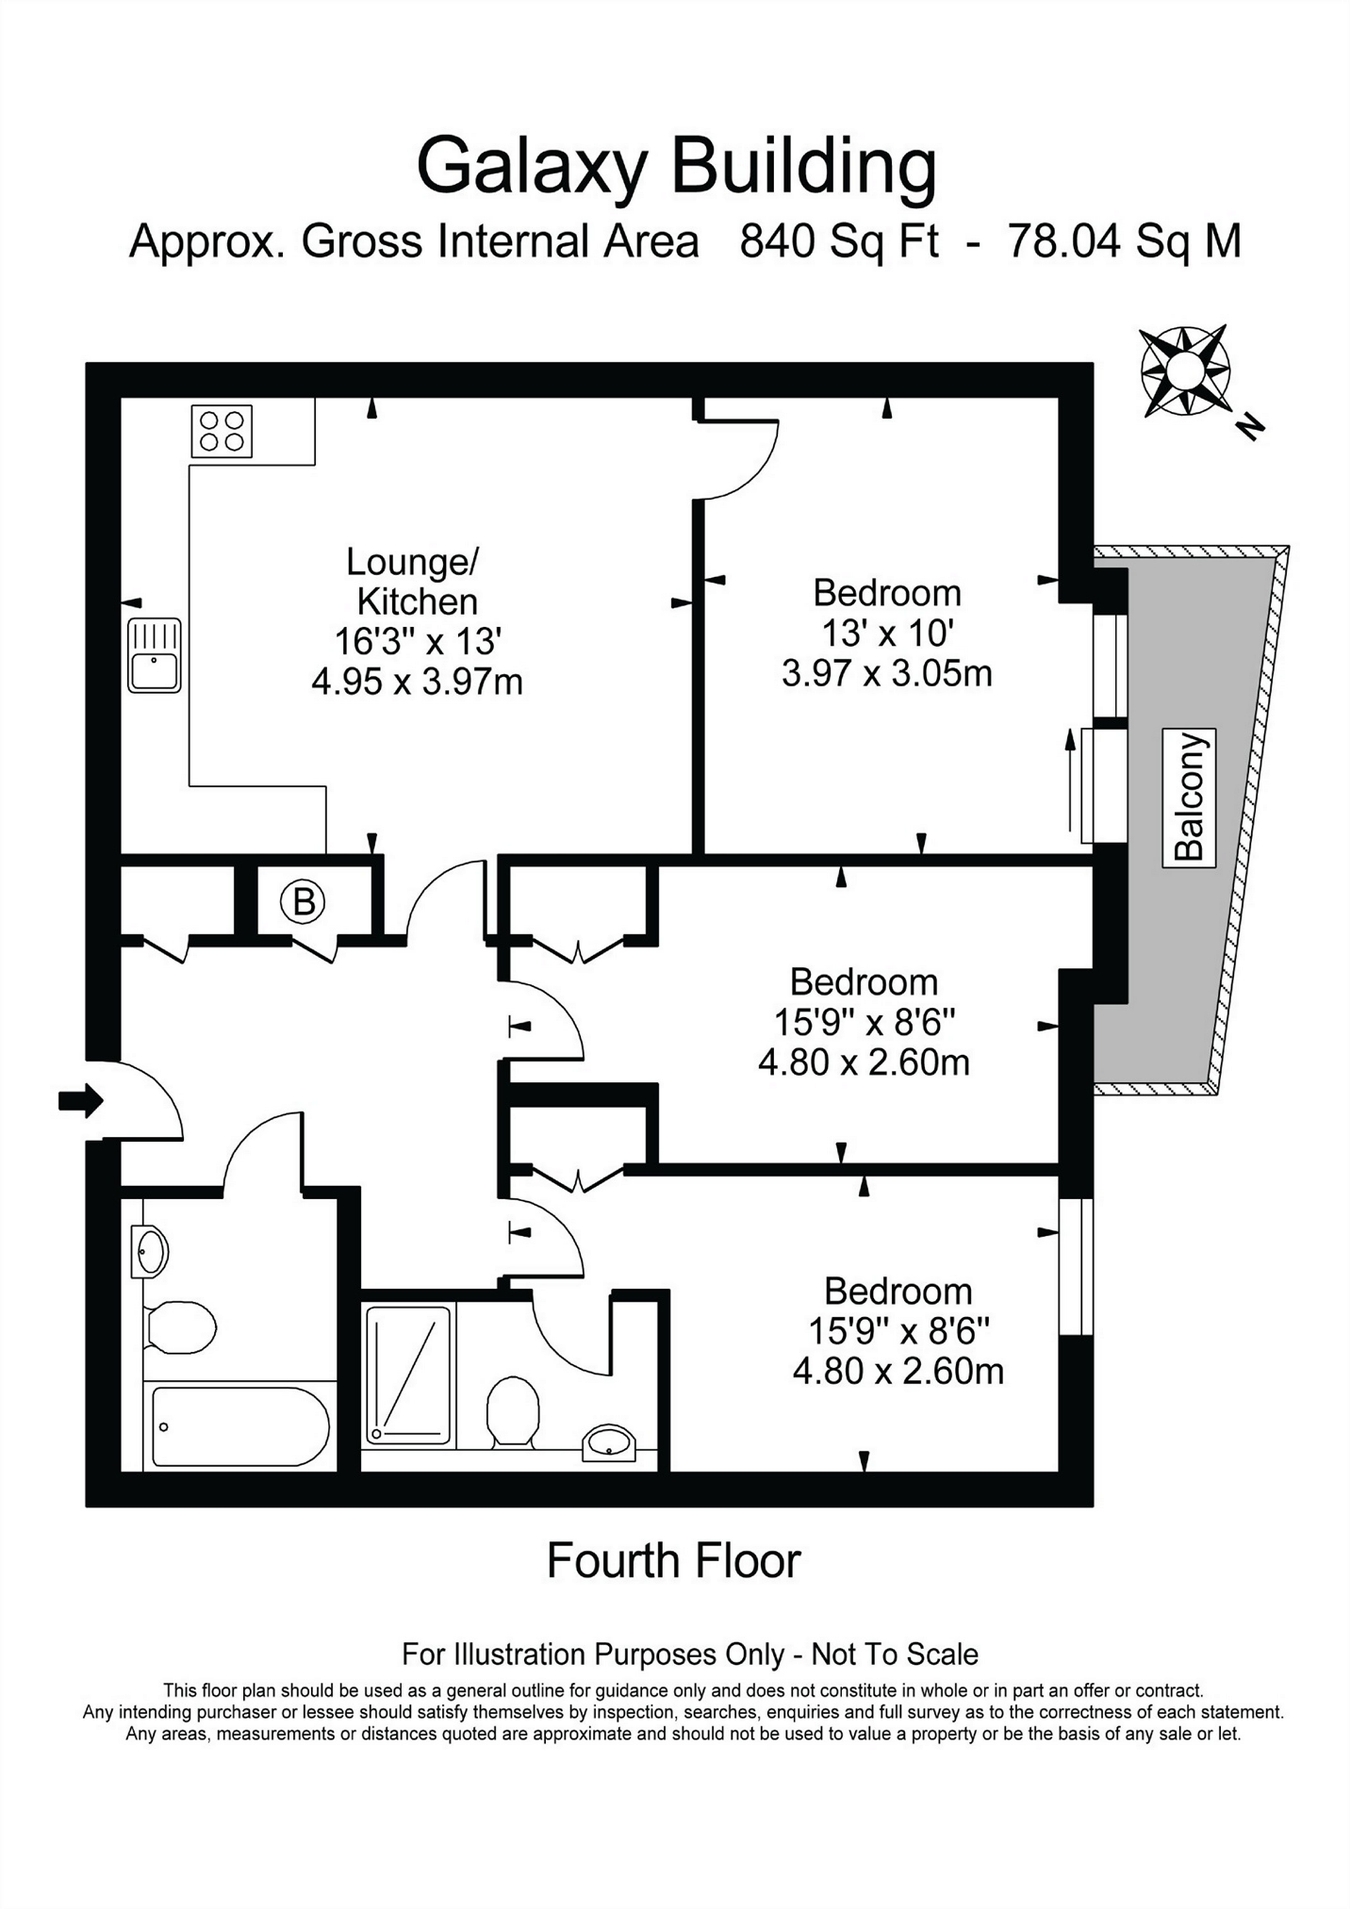 Galaxy Building
Approx. Gross Internal Area 840 Sq Ft - 78.04 Sq M
N
Lounge/
Kitchen
16'3" x 13'
4.95 x 3.97m
Bedroom
13' x 10'
3.97 x 3.05m
Balcony
B
Bedroom
15'9" x 8'6"
4.80 x 2.60m
Bedroom
15'9" x 8'6"
4.80 x 2.60m
Fourth Floor
For Illustration Purposes Only - Not To Scale
This floor plan should be used as a general outline for guidance only and does not constitute in whole or in part an offer or contract.
Any intending purchaser or lessee should satisfy themselves by inspection, searches, enquiries and full survey as to the correctness of each statement.
Any areas, measurements or distances quoted are approximate and should not be used to value a property or be the basis of any sale or let.